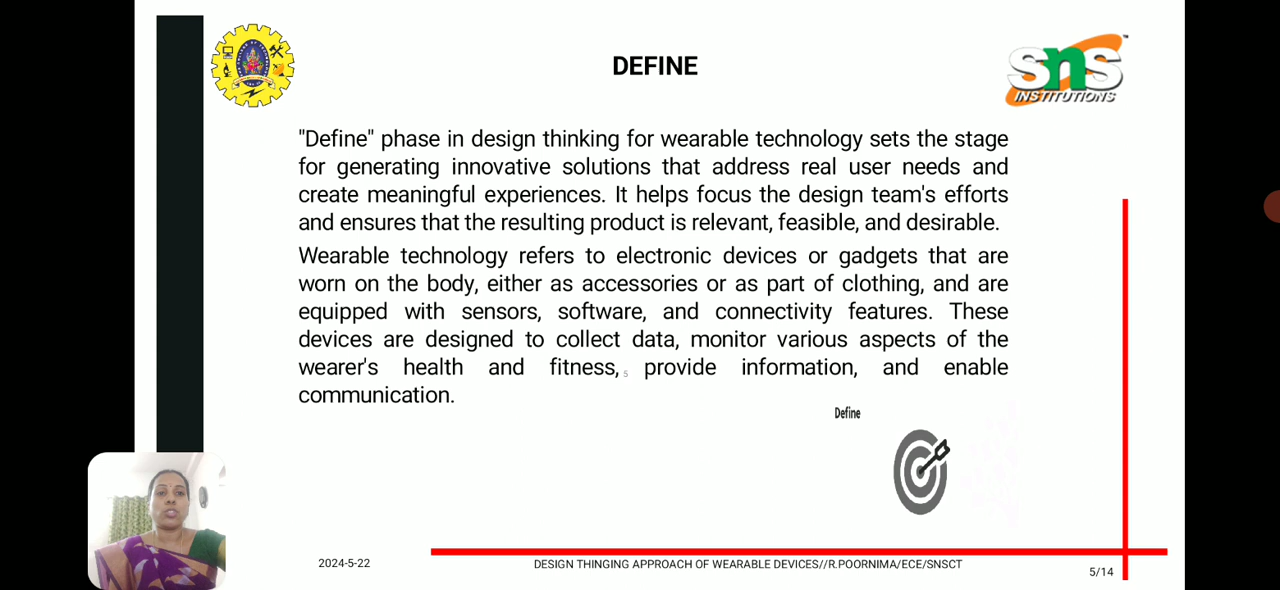 DEFINE
SNS
INSTITUTIONS
"Define" phase in design thinking for wearable technology sets the stage
for generating innovative solutions that address real user needs and
create meaningful experiences. It helps focus the design team's efforts
and ensures that the resulting product is relevant, feasible, and desirable.
Wearable technology refers to electronic devices or gadgets that are
worn on the body, either as accessories or as part of clothing, and are
equipped with sensors, software, and connectivity features. These
devices are designed to collect data, monitor various aspects of the
wearer's health and fitness, provide information, and enable
5
communication.
Define
2024-5-22
DESIGN THINGING APPROACH OF WEARABLE DEVICES//R.POORNIMA/ECE/SNSCT
5/14